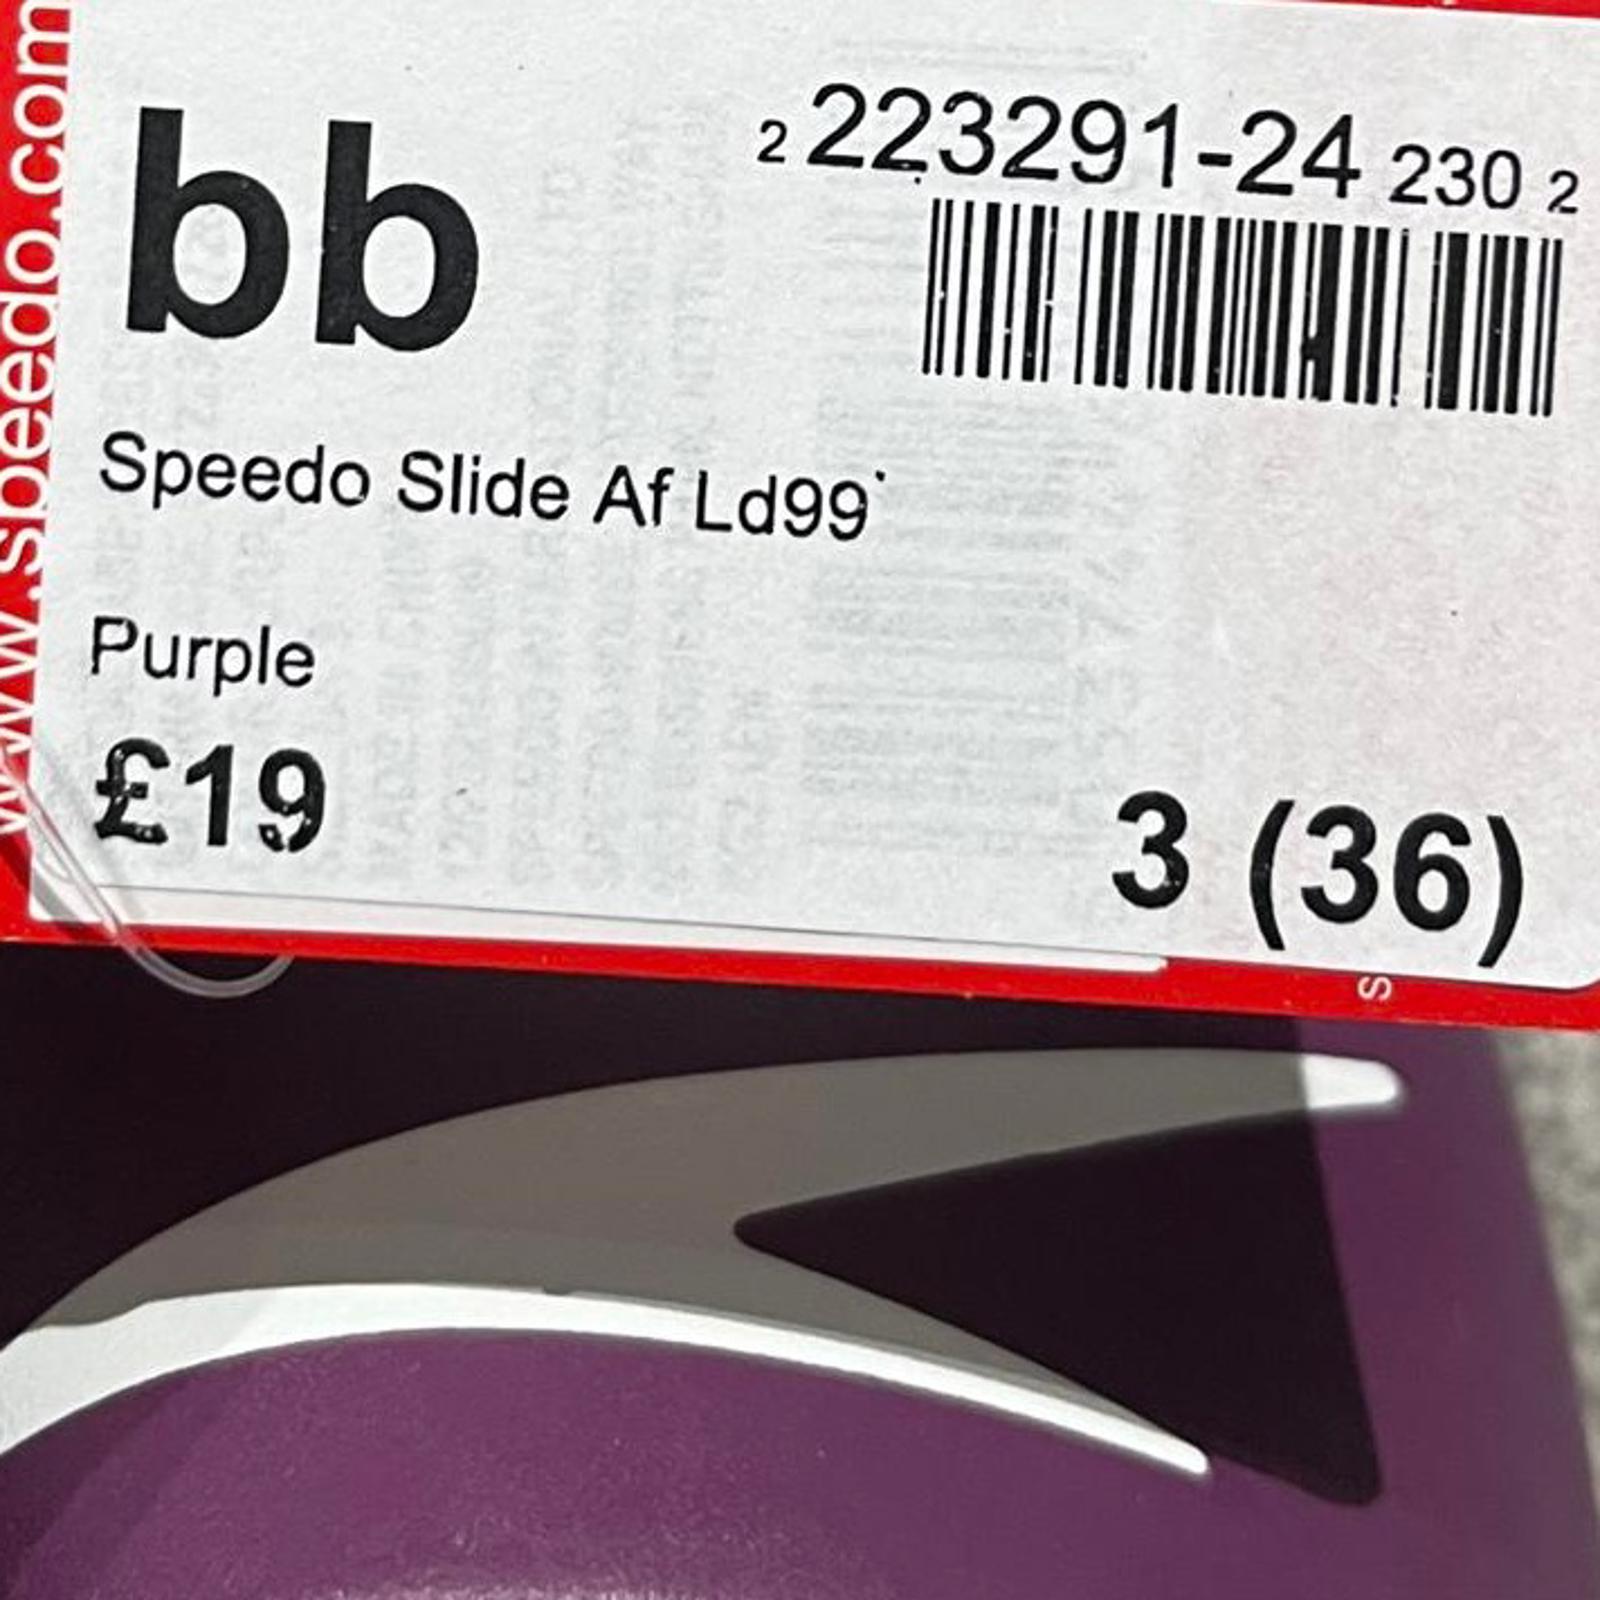 www.speedo.com
bb
2 223291-24 230 2
Speedo Slide Af Ld99
Purple
£19
3 (36)
s